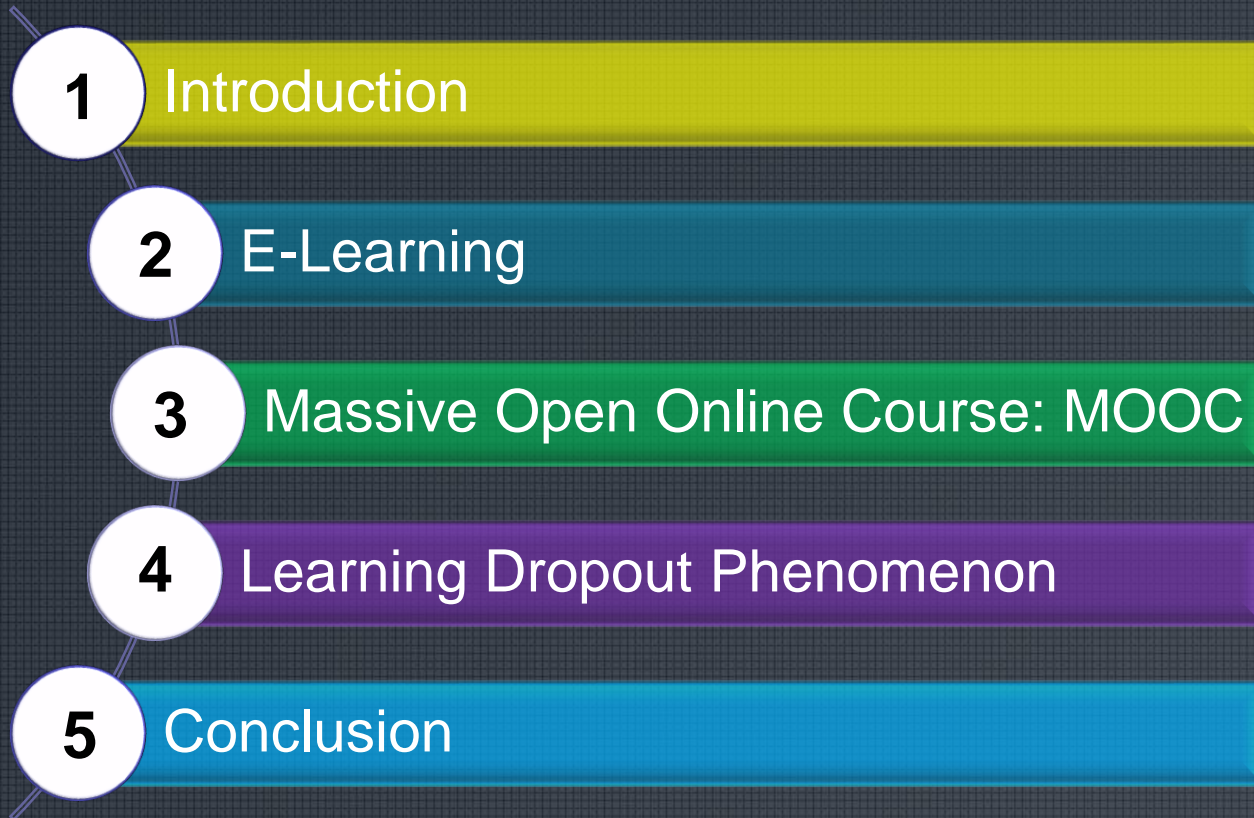 1 Introduction
2 E-Learning
3 Massive Open Online Course: MOOC
4 Learning Dropout Phenomenon
5 Conclusion